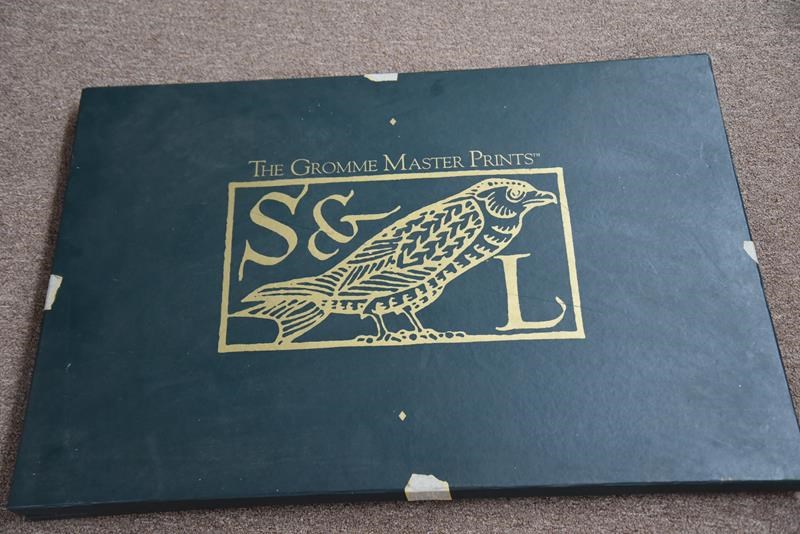 THE GROMME MASTER PRINTS™
S &
L